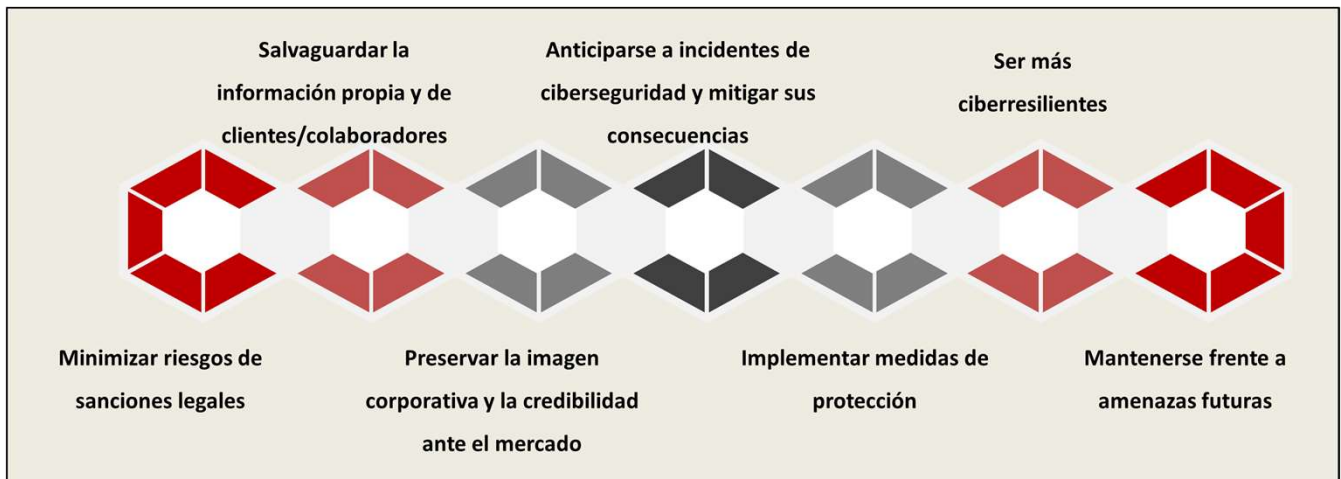 Salvaguardar la
información propia y de
clientes/colaboradores
Anticiparse a incidentes de
ciberseguridad y mitigar sus
consecuencias
Ser más
ciberresilientes
Minimizar riesgos de
sanciones legales
Preservar la imagen
corporativa y la credibilidad
ante el mercado
Implementar medidas de
protección
Mantenerse frente a
amenazas futuras